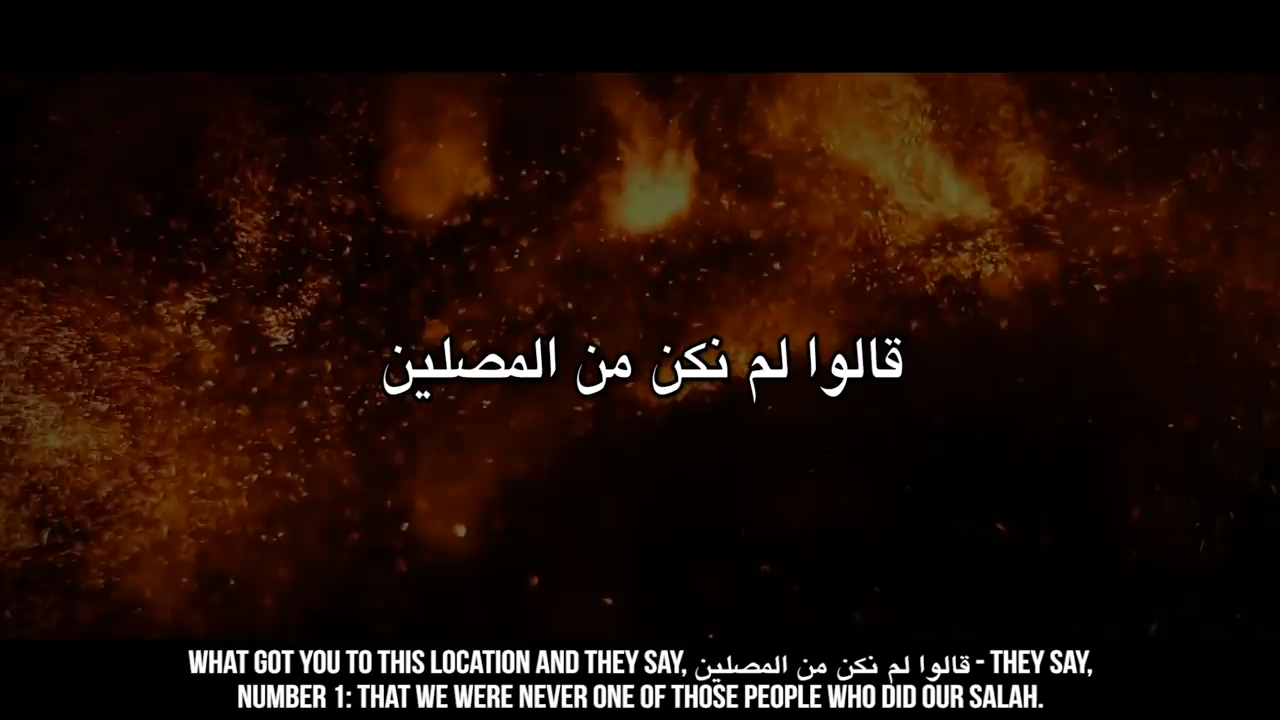 قالوا لم نكن من المصلين
WHAT GOT YOU TO THIS LOCATION AND THEY SAY, قالوا لم نكن من المصلين - THEY SAY,
NUMBER 1: THAT WE WERE NEVER ONE OF THOSE PEOPLE WHO DID OUR SALAH.